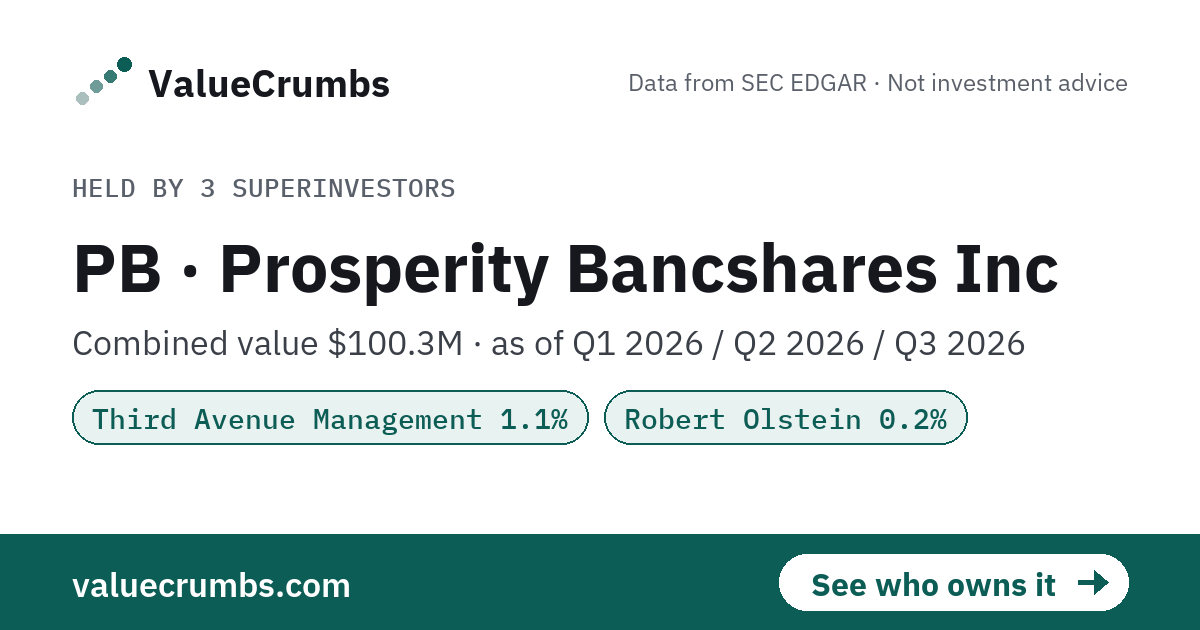 ValueCrumbs
Data from SEC EDGAR · Not investment advice
HELD BY 3 SUPERINVESTORS
PB · Prosperity Bancshares Inc
Combined value $100.3M · as of Q1 2026 / Q2 2026 / Q3 2026
Third Avenue Management 1.1%
Robert Olstein 0.2%
valuecrumbs.com
See who owns it →